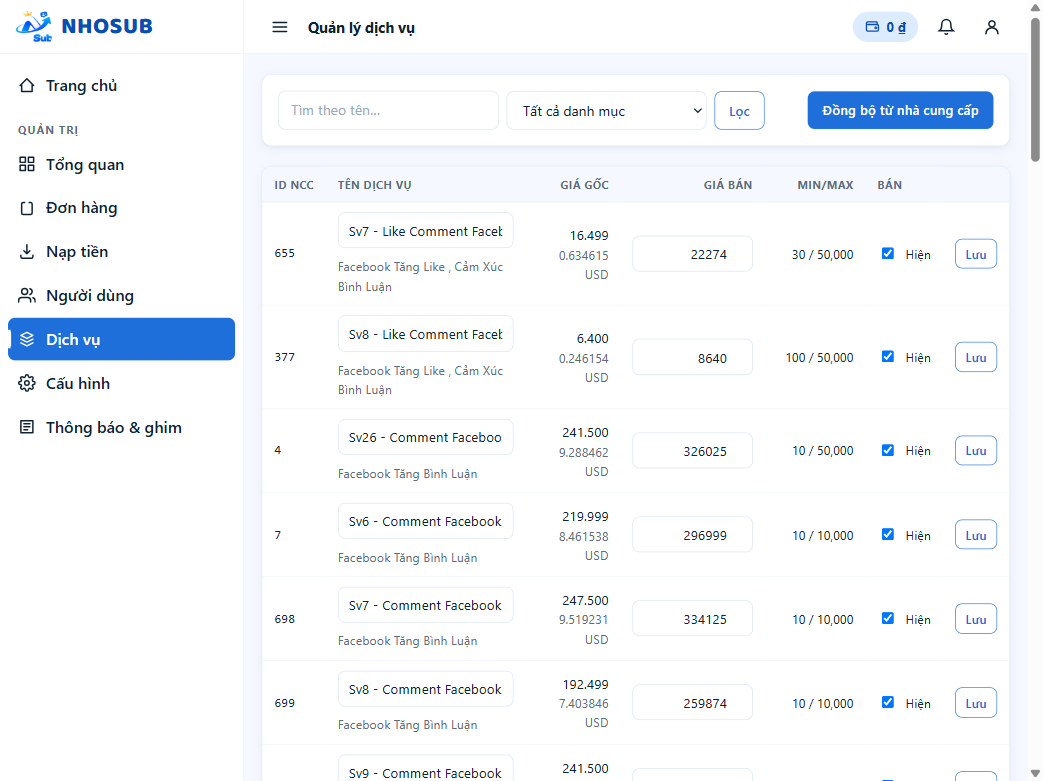 Sub
NHOSUB
Quản lý dịch vụ
0 ₫
Trang chủ
QUẢN TRỊ
Tổng quan
Đơn hàng
Nạp tiền
Người dùng
Dịch vụ
Cấu hình
Thông báo & ghim
Tìm theo tên...
Tất cả danh mục
Lọc
Đồng bộ từ nhà cung cấp
ID NCC TÊN DỊCH VỤ GIÁ GỐC GIÁ BÁN MIN/MAX BÁN
655
Sv7 - Like Comment Faceb
Facebook Tăng Like , Cảm Xúc
Bình Luận
16.499
0.634615
USD
22274
30 / 50,000
Hiện
Lưu
377
Sv8 - Like Comment Faceb
Facebook Tăng Like , Cảm Xúc
Bình Luận
6.400
0.246154
USD
8640
100 / 50,000
Hiện
Lưu
4
Sv26 - Comment Faceboo
Facebook Tăng Bình Luận
241.500
9.288462
USD
326025
10 / 50,000
Hiện
Lưu
7
Sv6 - Comment Facebook
Facebook Tăng Bình Luận
219.999
8.461538
USD
296999
10 / 10,000
Hiện
Lưu
698
Sv7 - Comment Facebook
Facebook Tăng Bình Luận
247.500
9.519231
USD
334125
10 / 10,000
Hiện
Lưu
699
Sv8 - Comment Facebook
Facebook Tăng Bình Luận
192.499
7.403846
USD
259874
10 / 10,000
Hiện
Lưu
Sv9 - Comment Facebook
241.500